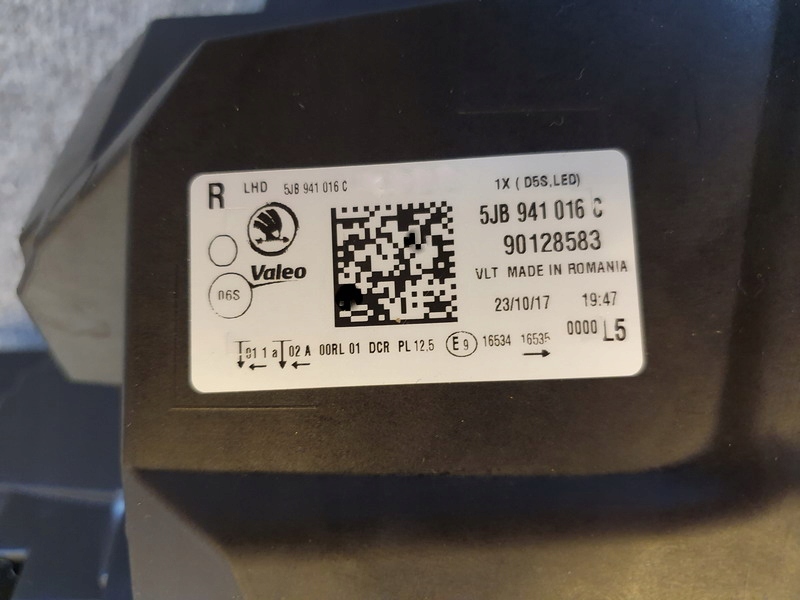 R LHD 5JB 941 016 C 1X ( D5S,LED)
5JB 941 016 C
90128583
Valeo
VLT MADE IN ROMANIA
06S
23/10/17 19:47
01 1 a 02 A 00RL 01 DCR PL 12,5 E9 16534 16535 0000 L5